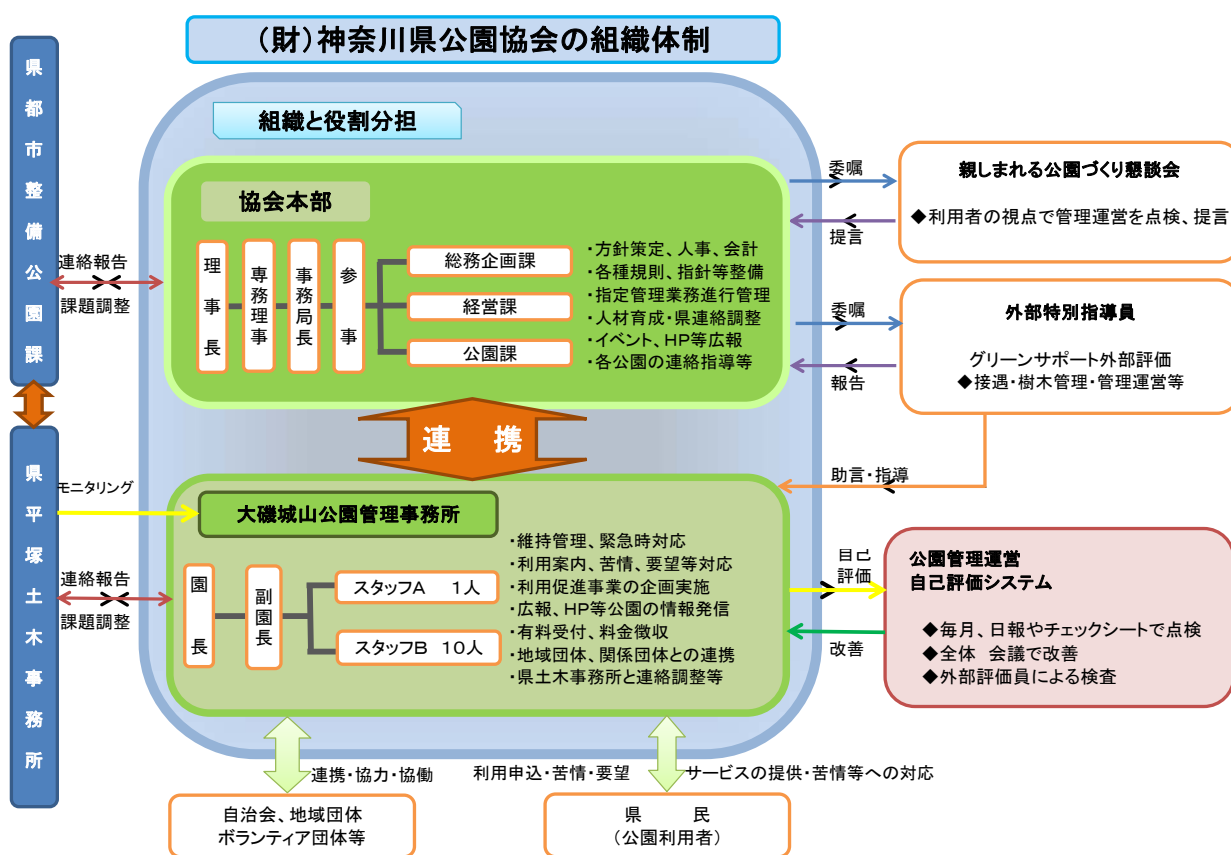 (財)神奈川県公園協会の組織体制
県都市整備公園課
組織と役割分担
協会本部
理事長
専務理事
事務局長
参事
総務企画課
経営課
公園課
・方針策定、人事、会計
・各種規則、指針等整備
・指定管理業務進行管理
・人材育成・県連絡調整
・イベント、HP等広報
・各公園の連絡指導等
連絡報告
課題調整
委嘱
提言
親しまれる公園づくり懇談会
◆利用者の視点で管理運営を点検、提言
委嘱
報告
外部特別指導員
グリーンサポート外部評価
◆接遇・樹木管理・管理運営等
連　携
助言・指導
県平塚土木事務所
モニタリング
連絡報告
課題調整
大磯城山公園管理事務所
園長
副園長
スタッフA　1人
スタッフB　10人
・維持管理、緊急時対応
・利用案内、苦情、要望等対応
・利用促進事業の企画実施
・広報、HP等公園の情報発信
・有料受付、料金徴収
・地域団体、関係団体との連携
・県土木事務所と連絡調整等
自己
評価
改善
公園管理運営
自己評価システム
◆毎月、日報やチェックシートで点検
◆全体　会議で改善
◆外部評価員による検査
連携・協力・協働
利用申込・苦情・要望
サービスの提供・苦情等への対応
自治会、地域団体
ボランティア団体等
県　民
(公園利用者)